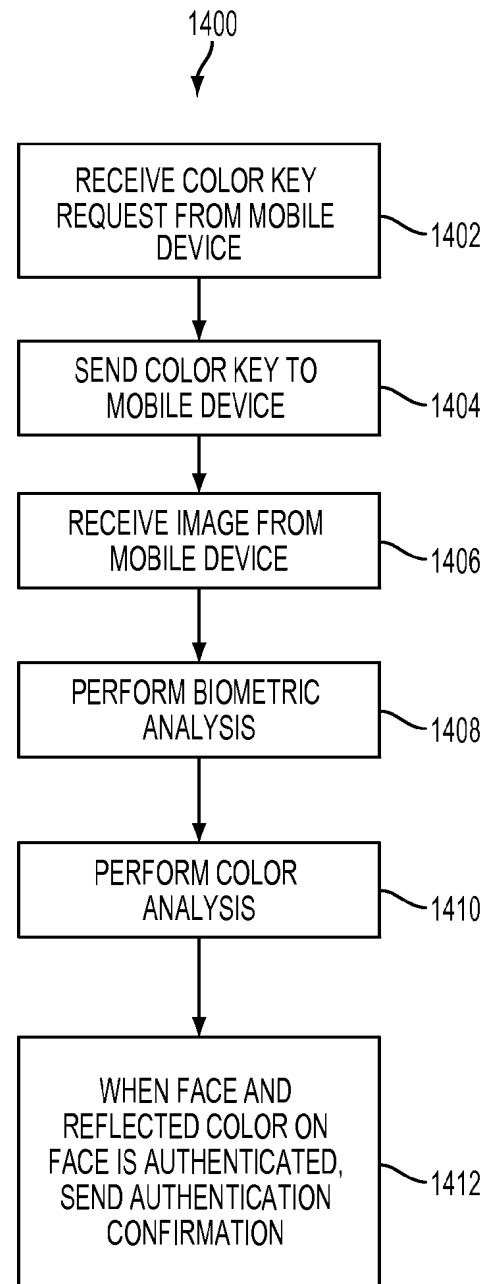 1400
RECEIVE COLOR KEY
REQUEST FROM MOBILE
DEVICE
1402
SEND COLOR KEY TO
MOBILE DEVICE
1404
RECEIVE IMAGE FROM
MOBILE DEVICE
1406
PERFORM BIOMETRIC
ANALYSIS
1408
PERFORM COLOR
ANALYSIS
1410
WHEN FACE AND
REFLECTED COLOR ON
FACE IS AUTHENTICATED,
SEND AUTHENTICATION
CONFIRMATION
1412